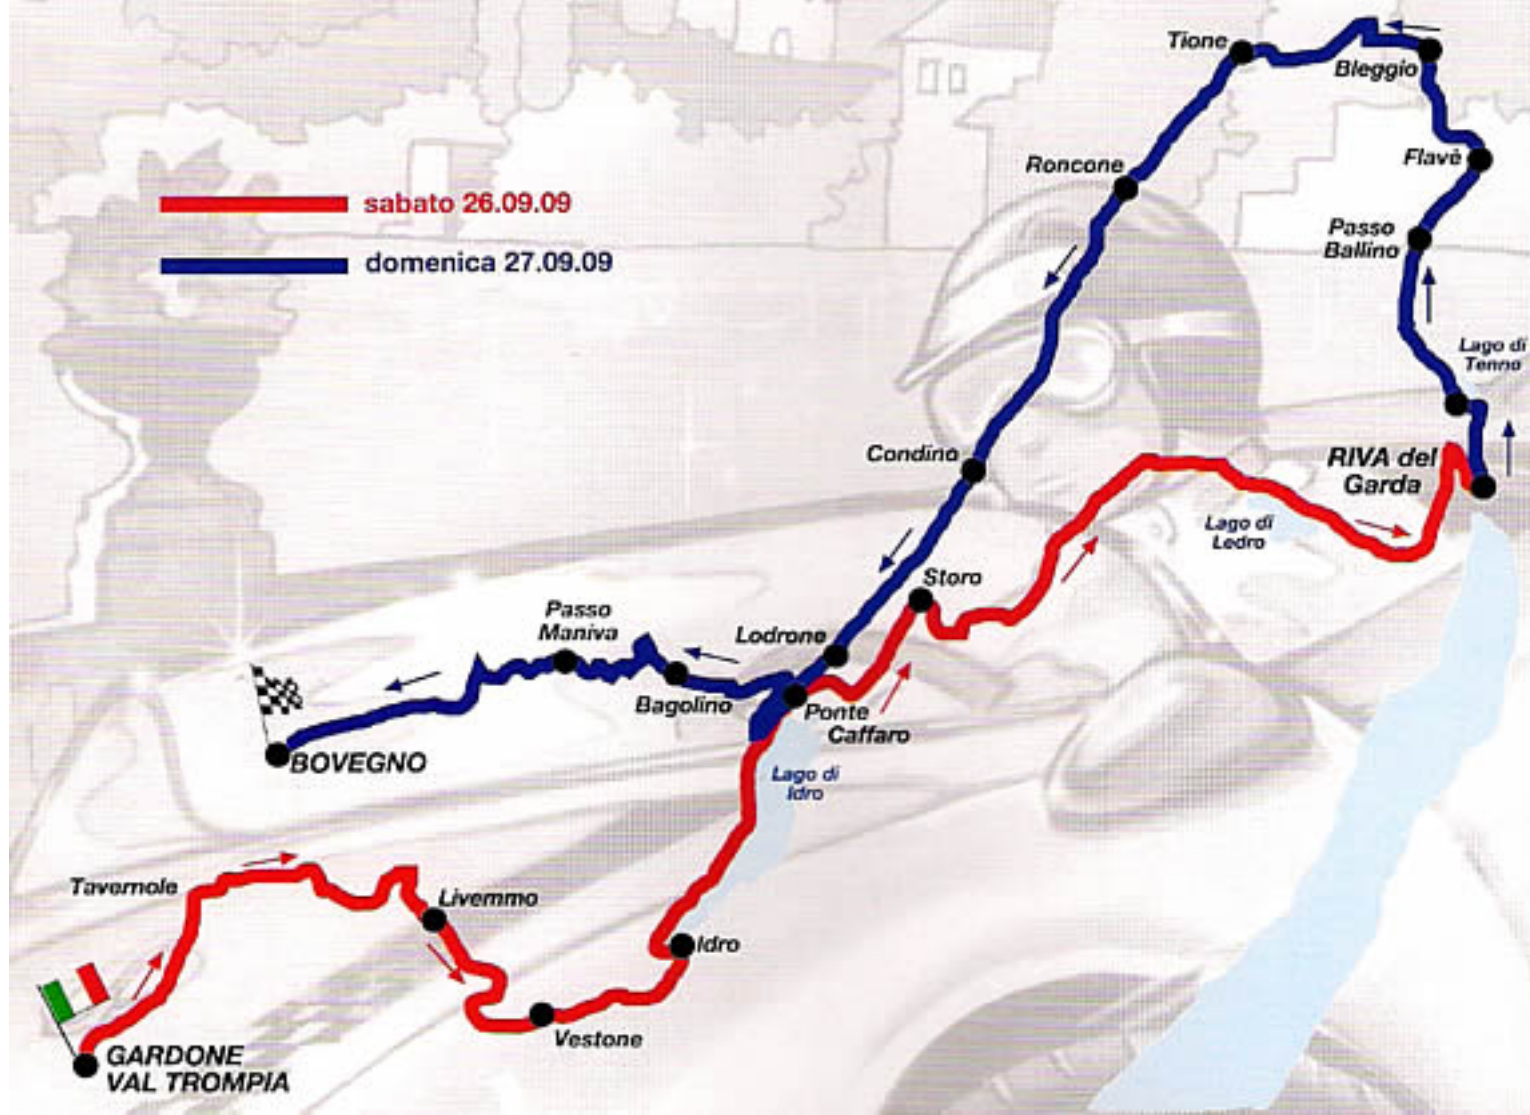 Tione
Bleggio
Flavè
Roncone
sabato 26.09.09
domenica 27.09.09
Passo
Ballino
Lago di
Tenno
RIVA del
Garda
Condino
Lago di
Ledro
Storo
Passo
Maniva
Lodrone
Bagolino
Ponte
Caffaro
BOVEGNO
Lago di
Idro
Tavernole
Livemmo
Idro
Vestone
GARDONE
VAL TROMPIA